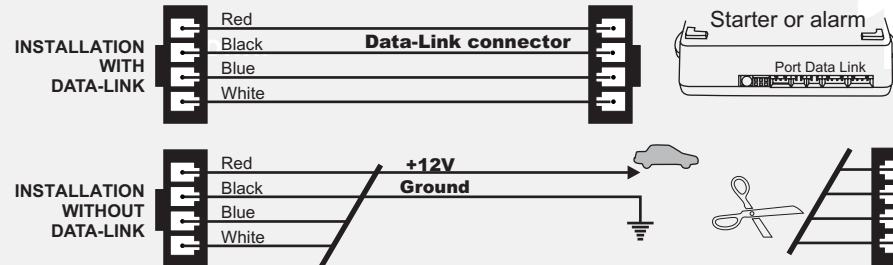 INSTALLATION
WITH
DATA-LINK
Red
Black
Blue
White
Data-Link connector
Starter or alarm
Port Data Link
INSTALLATION
WITHOUT
DATA-LINK
Red
Black
Blue
White
+12V
Ground